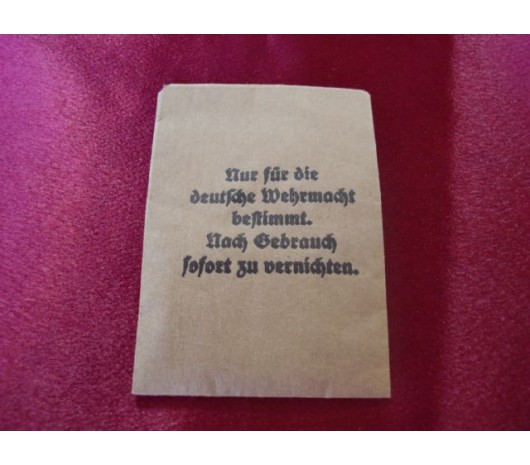 Nur für die
deutsche Wehrmacht
bestimmt.
Nach Gebrauch
sofort zu vernichten.